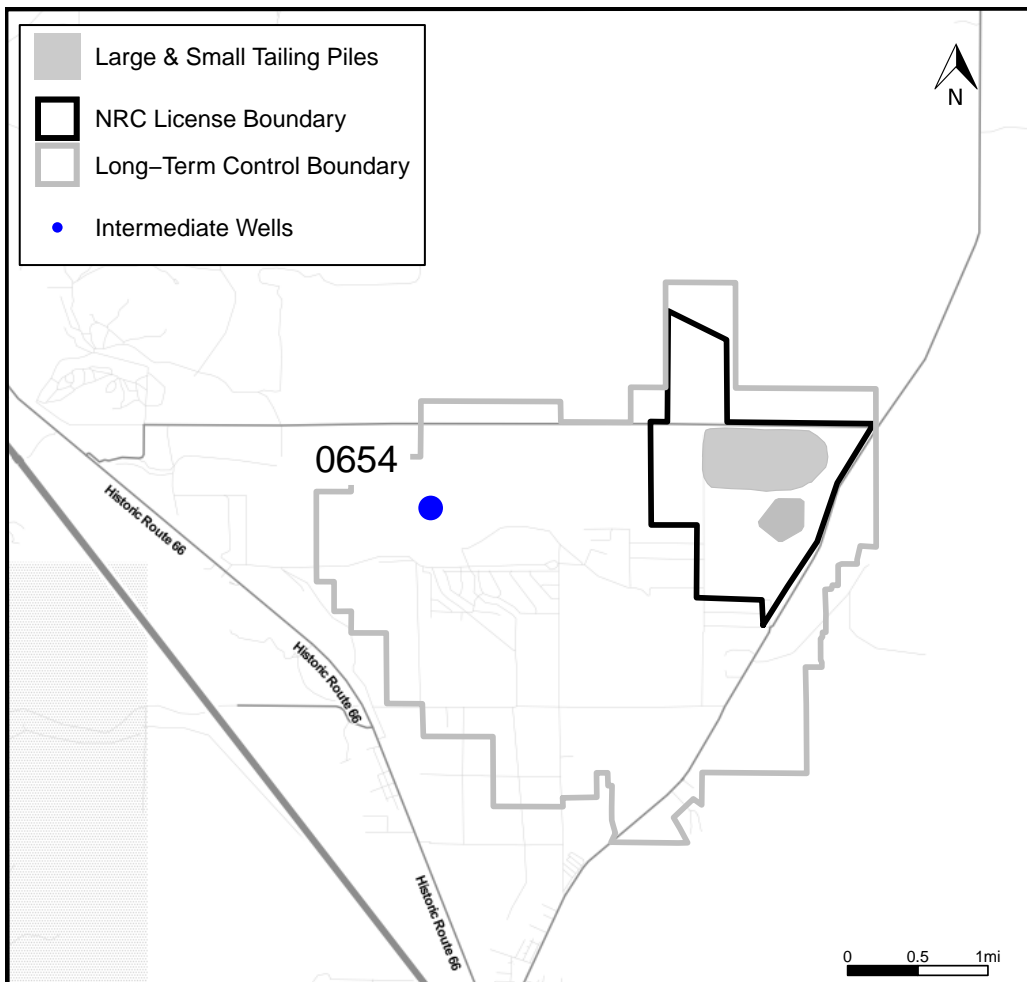 Large & Small Tailing Piles
NRC License Boundary
Long−Term Control Boundary
Intermediate Wells
N
0654
Historic Route 66
Historic Route 66
Historic Route 66
0 0.5 1mi